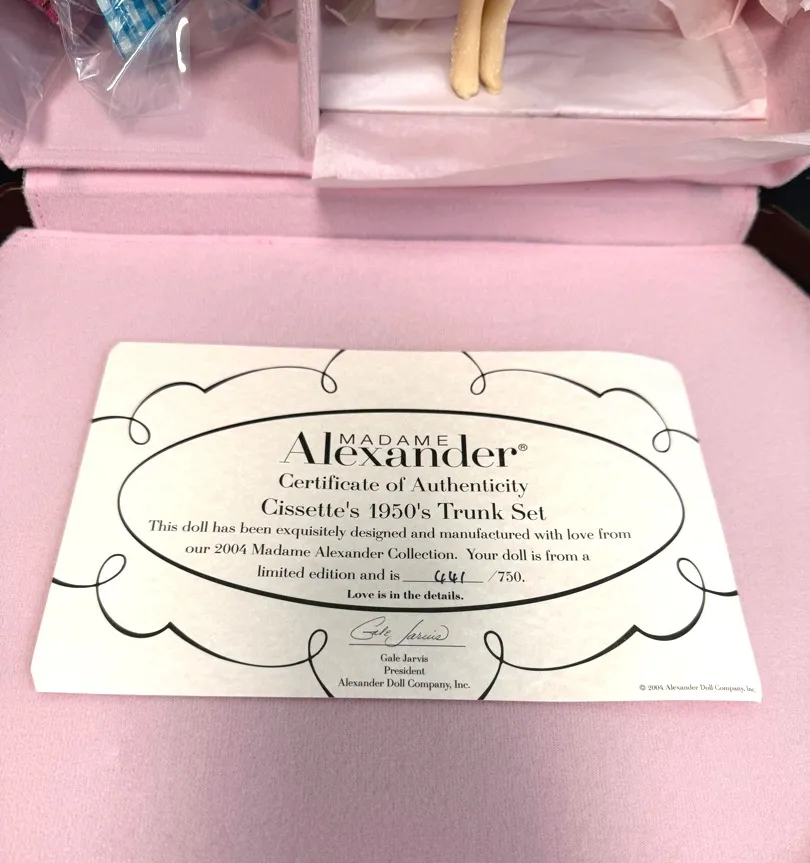 MADAME
Alexander®
Certificate of Authenticity
Cissette's 1950's Trunk Set
This doll has been exquisitely designed and manufactured with love from
our 2004 Madame Alexander Collection. Your doll is from a
limited edition and is 441 /750.
Love is in the details.
Gale Jarvis
Gale Jarvis
President
Alexander Doll Company, Inc.
© 2004 Alexander Doll Company, Inc.